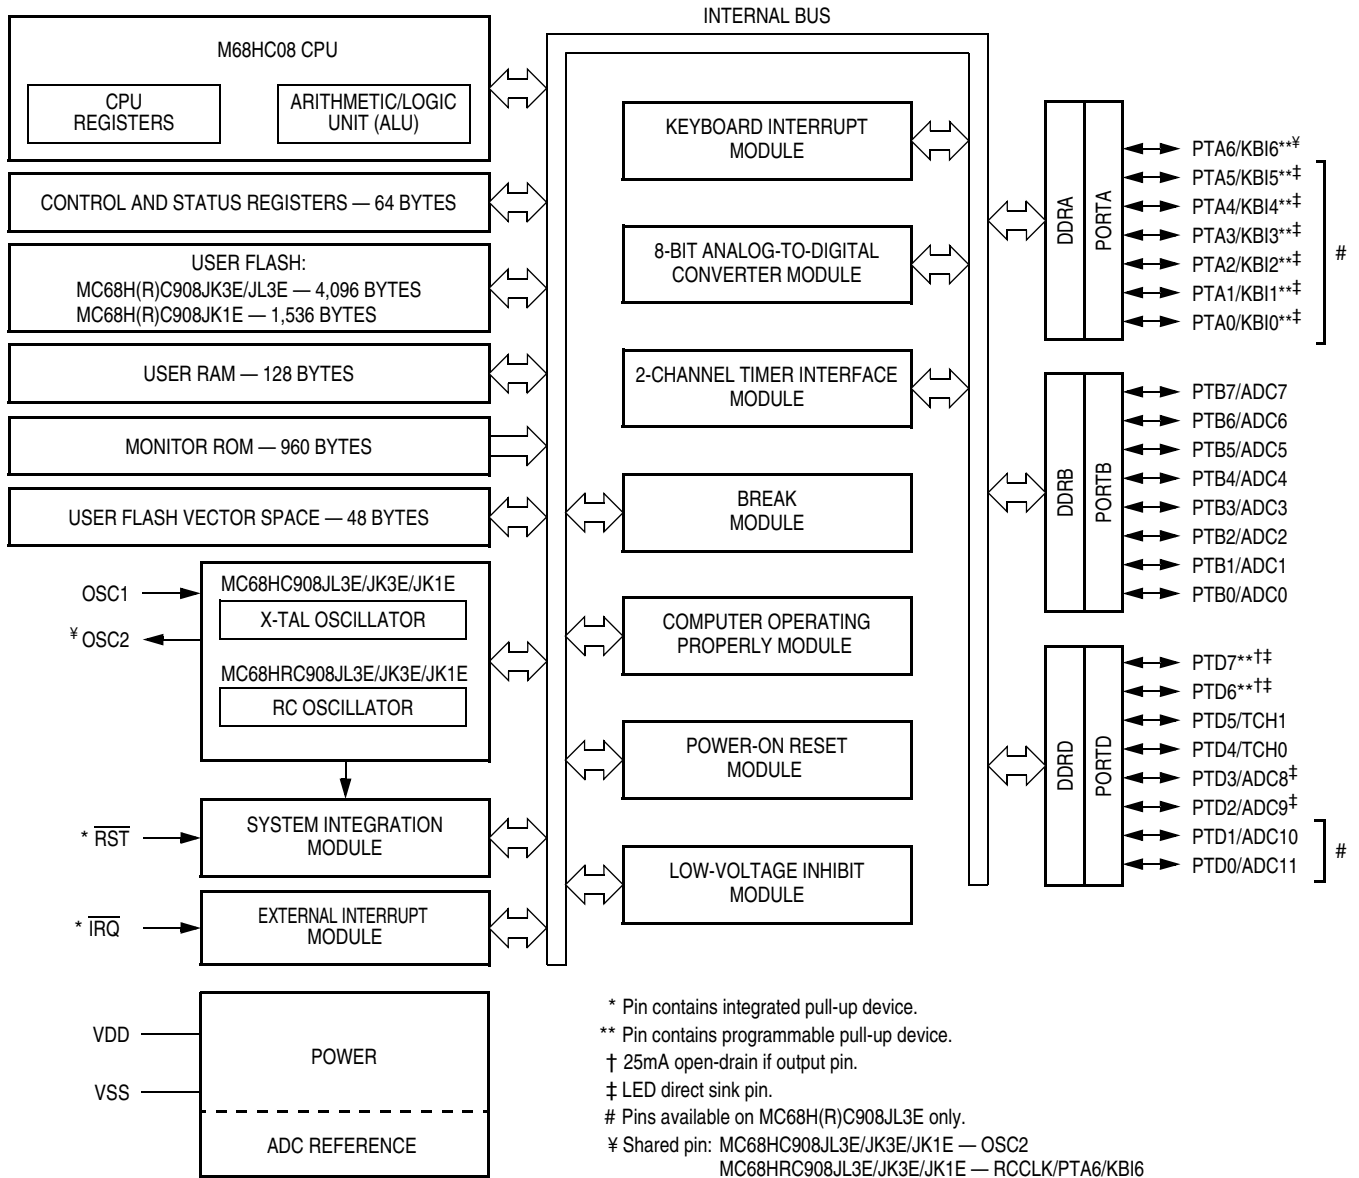 INTERNAL BUS
M68HC08 CPU
CPU
REGISTERS
ARITHMETIC/LOGIC
UNIT (ALU)
CONTROL AND STATUS REGISTERS — 64 BYTES
USER FLASH:
MC68H(R)C908JK3E/JL3E — 4,096 BYTES
MC68H(R)C908JK1E — 1,536 BYTES
USER RAM — 128 BYTES
MONITOR ROM — 960 BYTES
USER FLASH VECTOR SPACE — 48 BYTES
OSC1
¥ OSC2
MC68HC908JL3E/JK3E/JK1E
X-TAL OSCILLATOR
MC68HRC908JL3E/JK3E/JK1E
RC OSCILLATOR
* RST
SYSTEM INTEGRATION
MODULE
* IRQ
EXTERNAL INTERRUPT
MODULE
VDD
VSS
POWER
ADC REFERENCE
KEYBOARD INTERRUPT
MODULE
8-BIT ANALOG-TO-DIGITAL
CONVERTER MODULE
2-CHANNEL TIMER INTERFACE
MODULE
BREAK
MODULE
COMPUTER OPERATING
PROPERLY MODULE
POWER-ON RESET
MODULE
LOW-VOLTAGE INHIBIT
MODULE
DDRA
PORTA
PTA6/KBI6**¥
PTA5/KBI5**‡
PTA4/KBI4**‡
PTA3/KBI3**‡
PTA2/KBI2**‡
PTA1/KBI1**‡
PTA0/KBI0**‡
#
DDRB
PORTB
PTB7/ADC7
PTB6/ADC6
PTB5/ADC5
PTB4/ADC4
PTB3/ADC3
PTB2/ADC2
PTB1/ADC1
PTB0/ADC0
DDRD
PORTD
PTD7**†‡
PTD6**†‡
PTD5/TCH1
PTD4/TCH0
PTD3/ADC8‡
PTD2/ADC9‡
PTD1/ADC10
PTD0/ADC11
#
* Pin contains integrated pull-up device.
** Pin contains programmable pull-up device.
† 25mA open-drain if output pin.
‡ LED direct sink pin.
# Pins available on MC68H(R)C908JL3E only.
¥ Shared pin: MC68HC908JL3E/JK3E/JK1E — OSC2
MC68HRC908JL3E/JK3E/JK1E — RCCLK/PTA6/KBI6